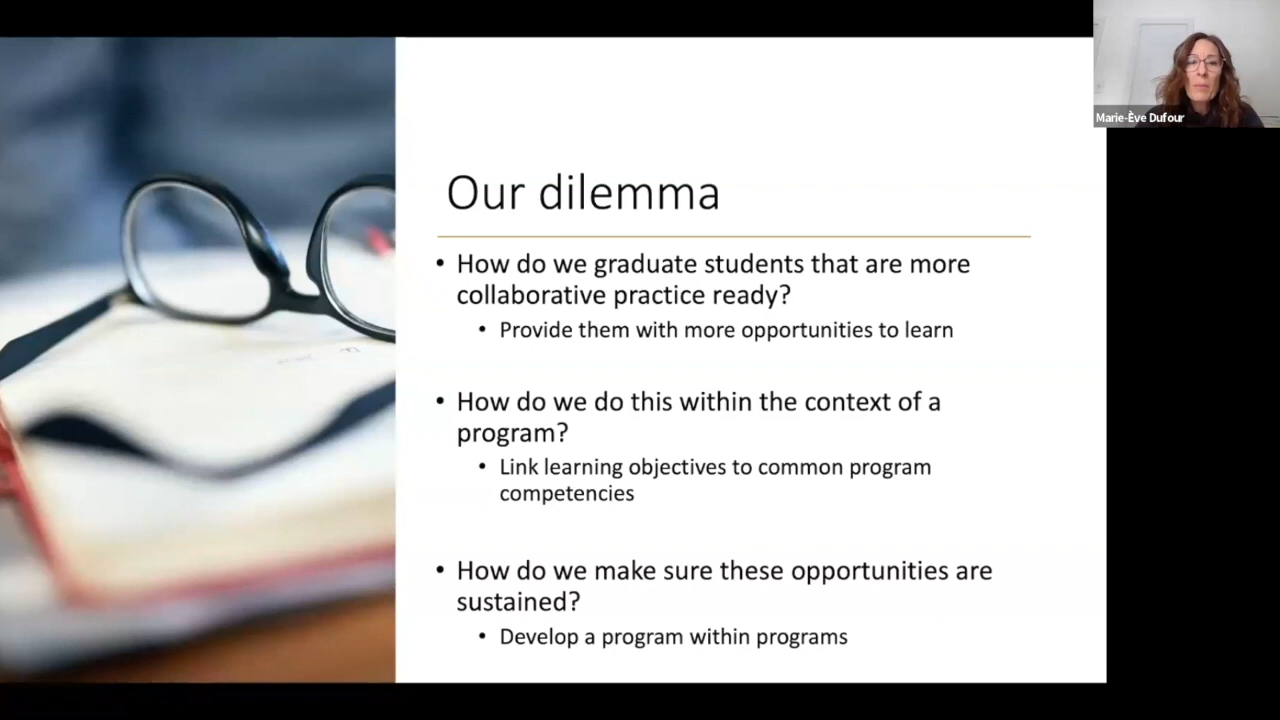 Marie-Ève Dufour
Our dilemma
• How do we graduate students that are more
collaborative practice ready?
• Provide them with more opportunities to learn
• How do we do this within the context of a
program?
• Link learning objectives to common program
competencies
• How do we make sure these opportunities are
sustained?
• Develop a program within programs